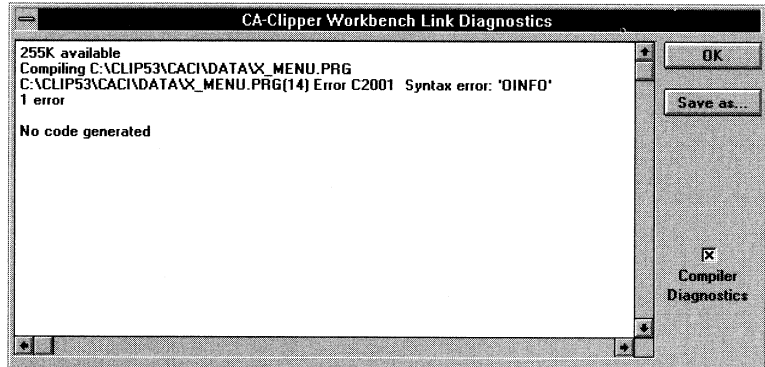 CA-Clipper Workbench Link Diagnostics
255K available
Compiling C:\CLIP53\CACI\DATA\X_MENU.PRG
C:\CLIP53\CACI\DATA\X_MENU.PRG(14) Error C2001 Syntax error: 'OINFO'
1 error
No code generated
OK
Save as...
Compiler
Diagnostics